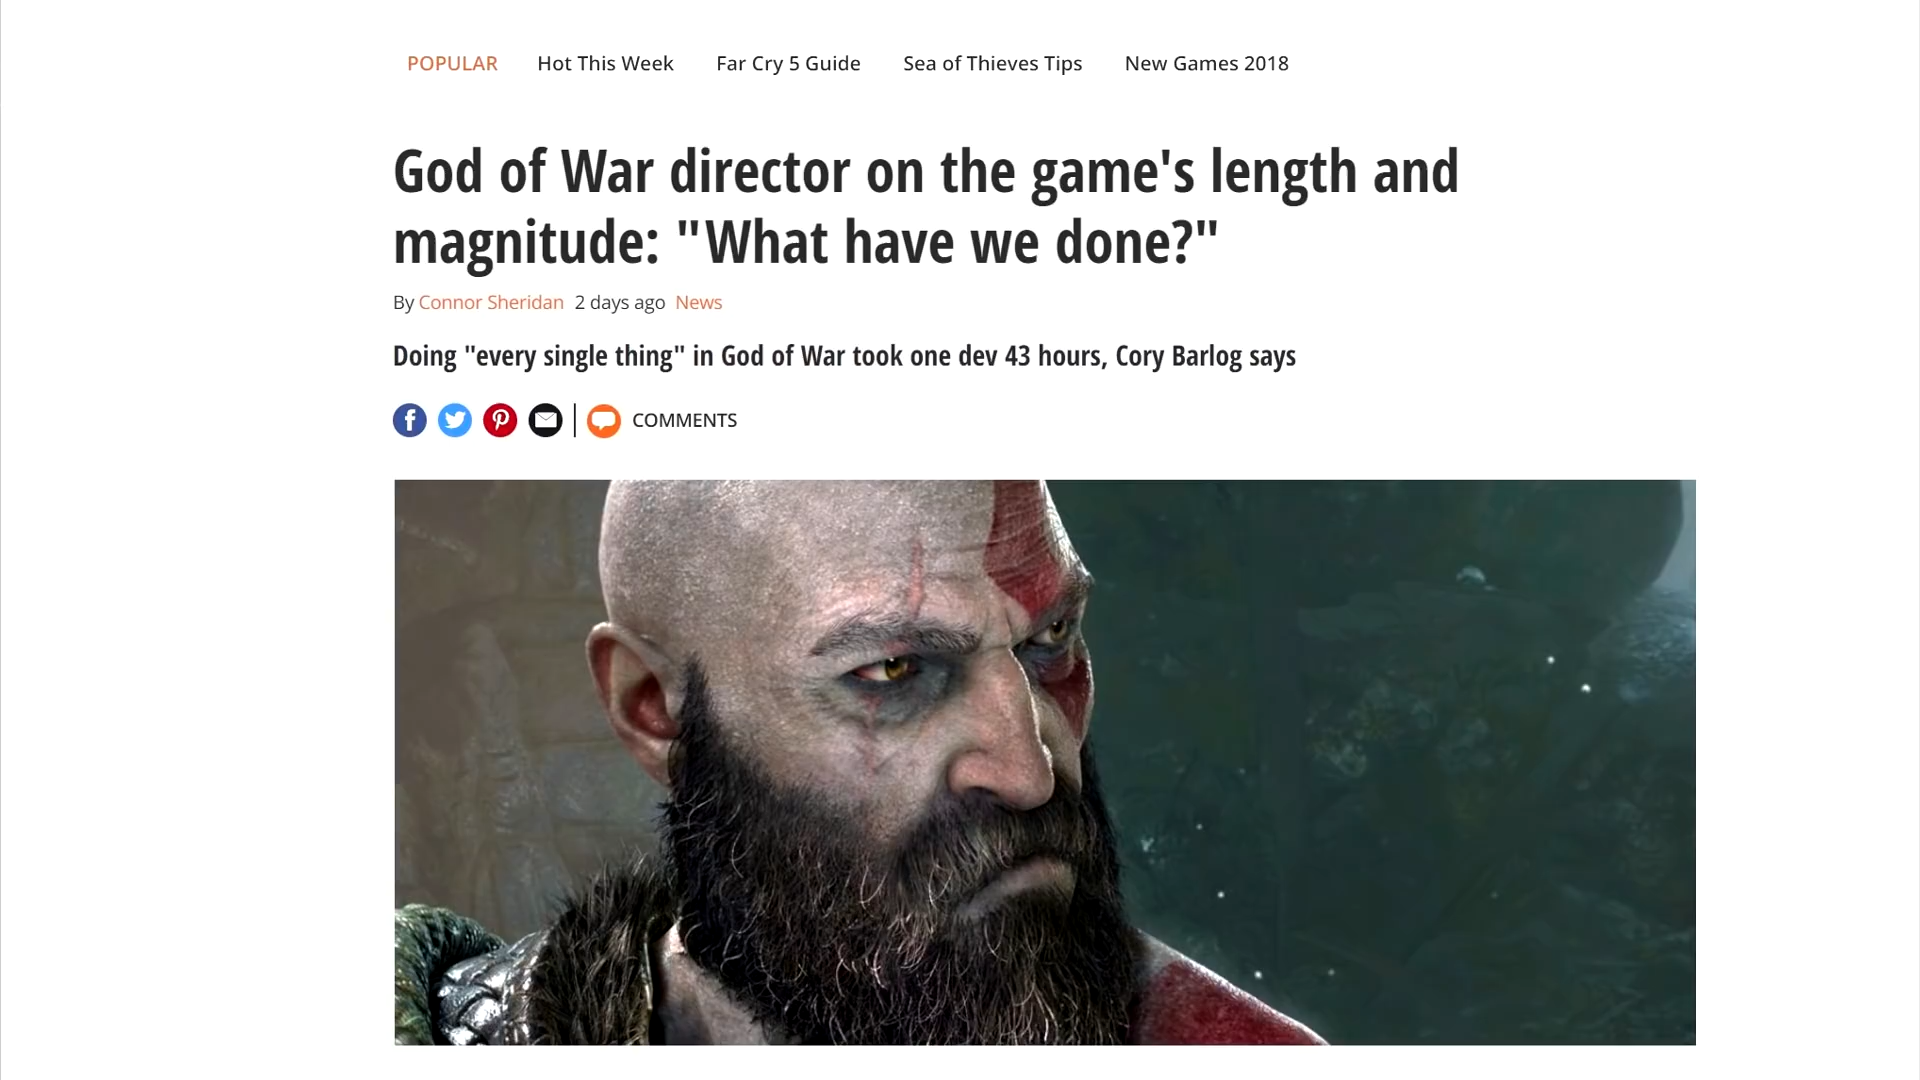 POPULAR Hot This Week Far Cry 5 Guide Sea of Thieves Tips New Games 2018
God of War director on the game's length and
magnitude: "What have we done?"
By Connor Sheridan 2 days ago News
Doing "every single thing" in God of War took one dev 43 hours, Cory Barlog says
COMMENTS